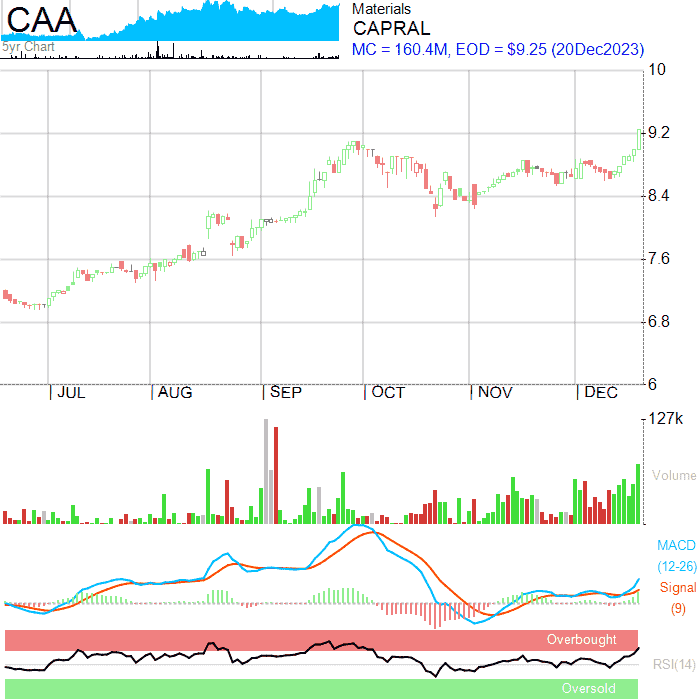 CAA
5yr Chart
Materials
CAPRAL
MC = 160.4M, EOD = $9.25 (20Dec2023)
10
9.2
8.4
7.6
6.8
6
JUL AUG SEP OCT NOV DEC
127k
Volume
MACD
(12-26)
Signal
(9)
Overbought
RSI(14)
Oversold